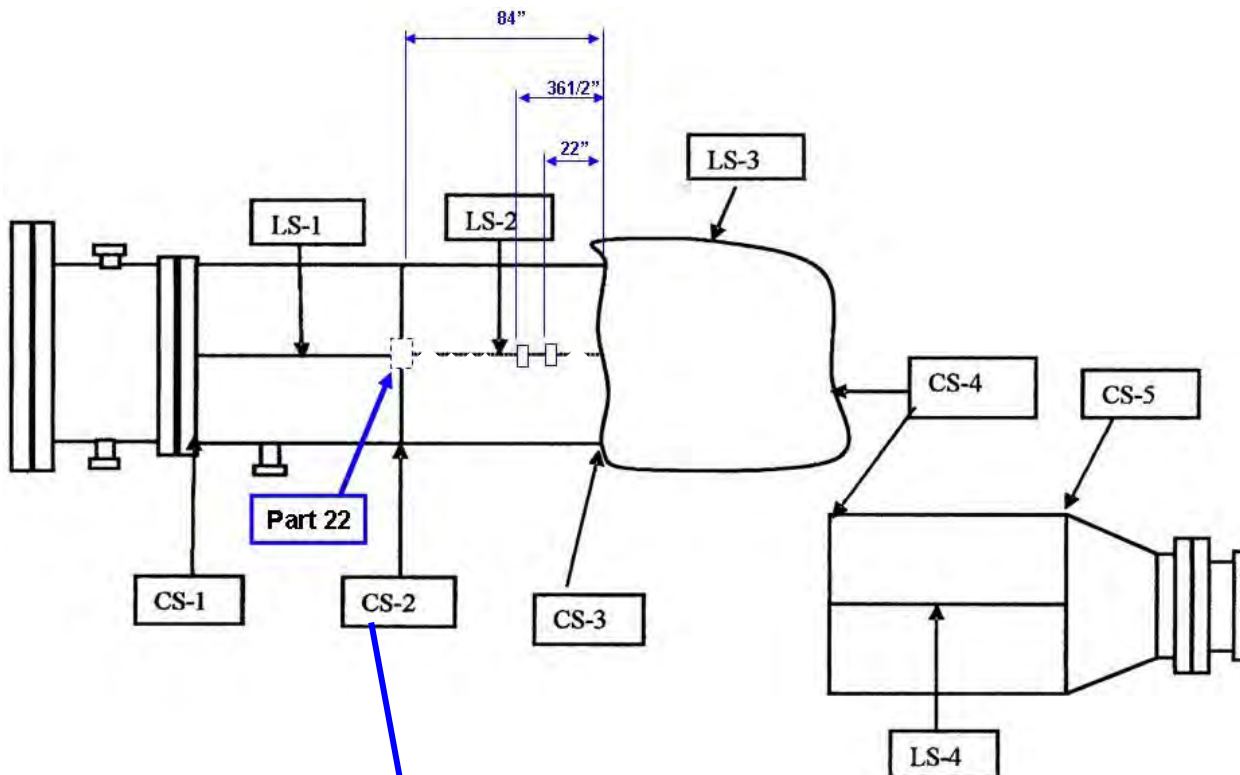 84”
361/2”
22”
LS-3
LS-1
LS-2
CS-4
CS-5
Part 22
CS-1
CS-2
CS-3
LS-4